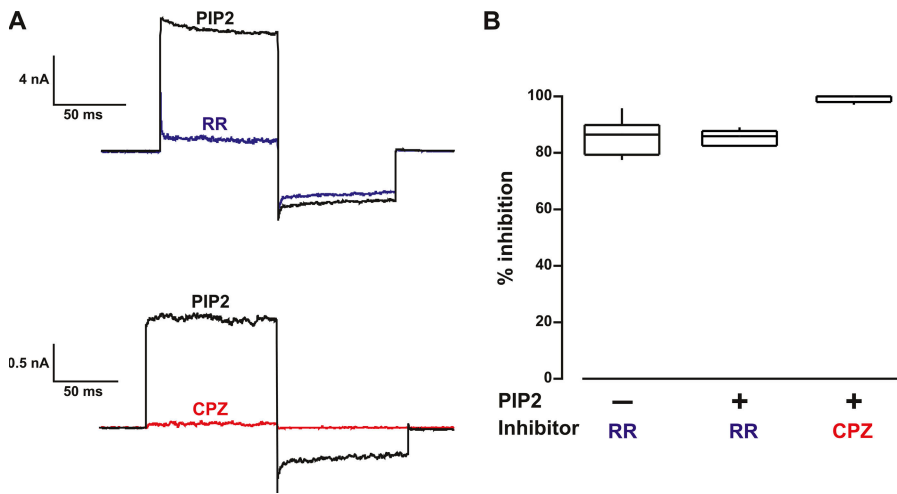 A
PIP2
4 nA
50 ms
RR
PIP2
0.5 nA
50 ms
CPZ
B
% inhibition
100
80
60
80
20
0
PIP2 – + +
Inhibitor RR RR CPZ